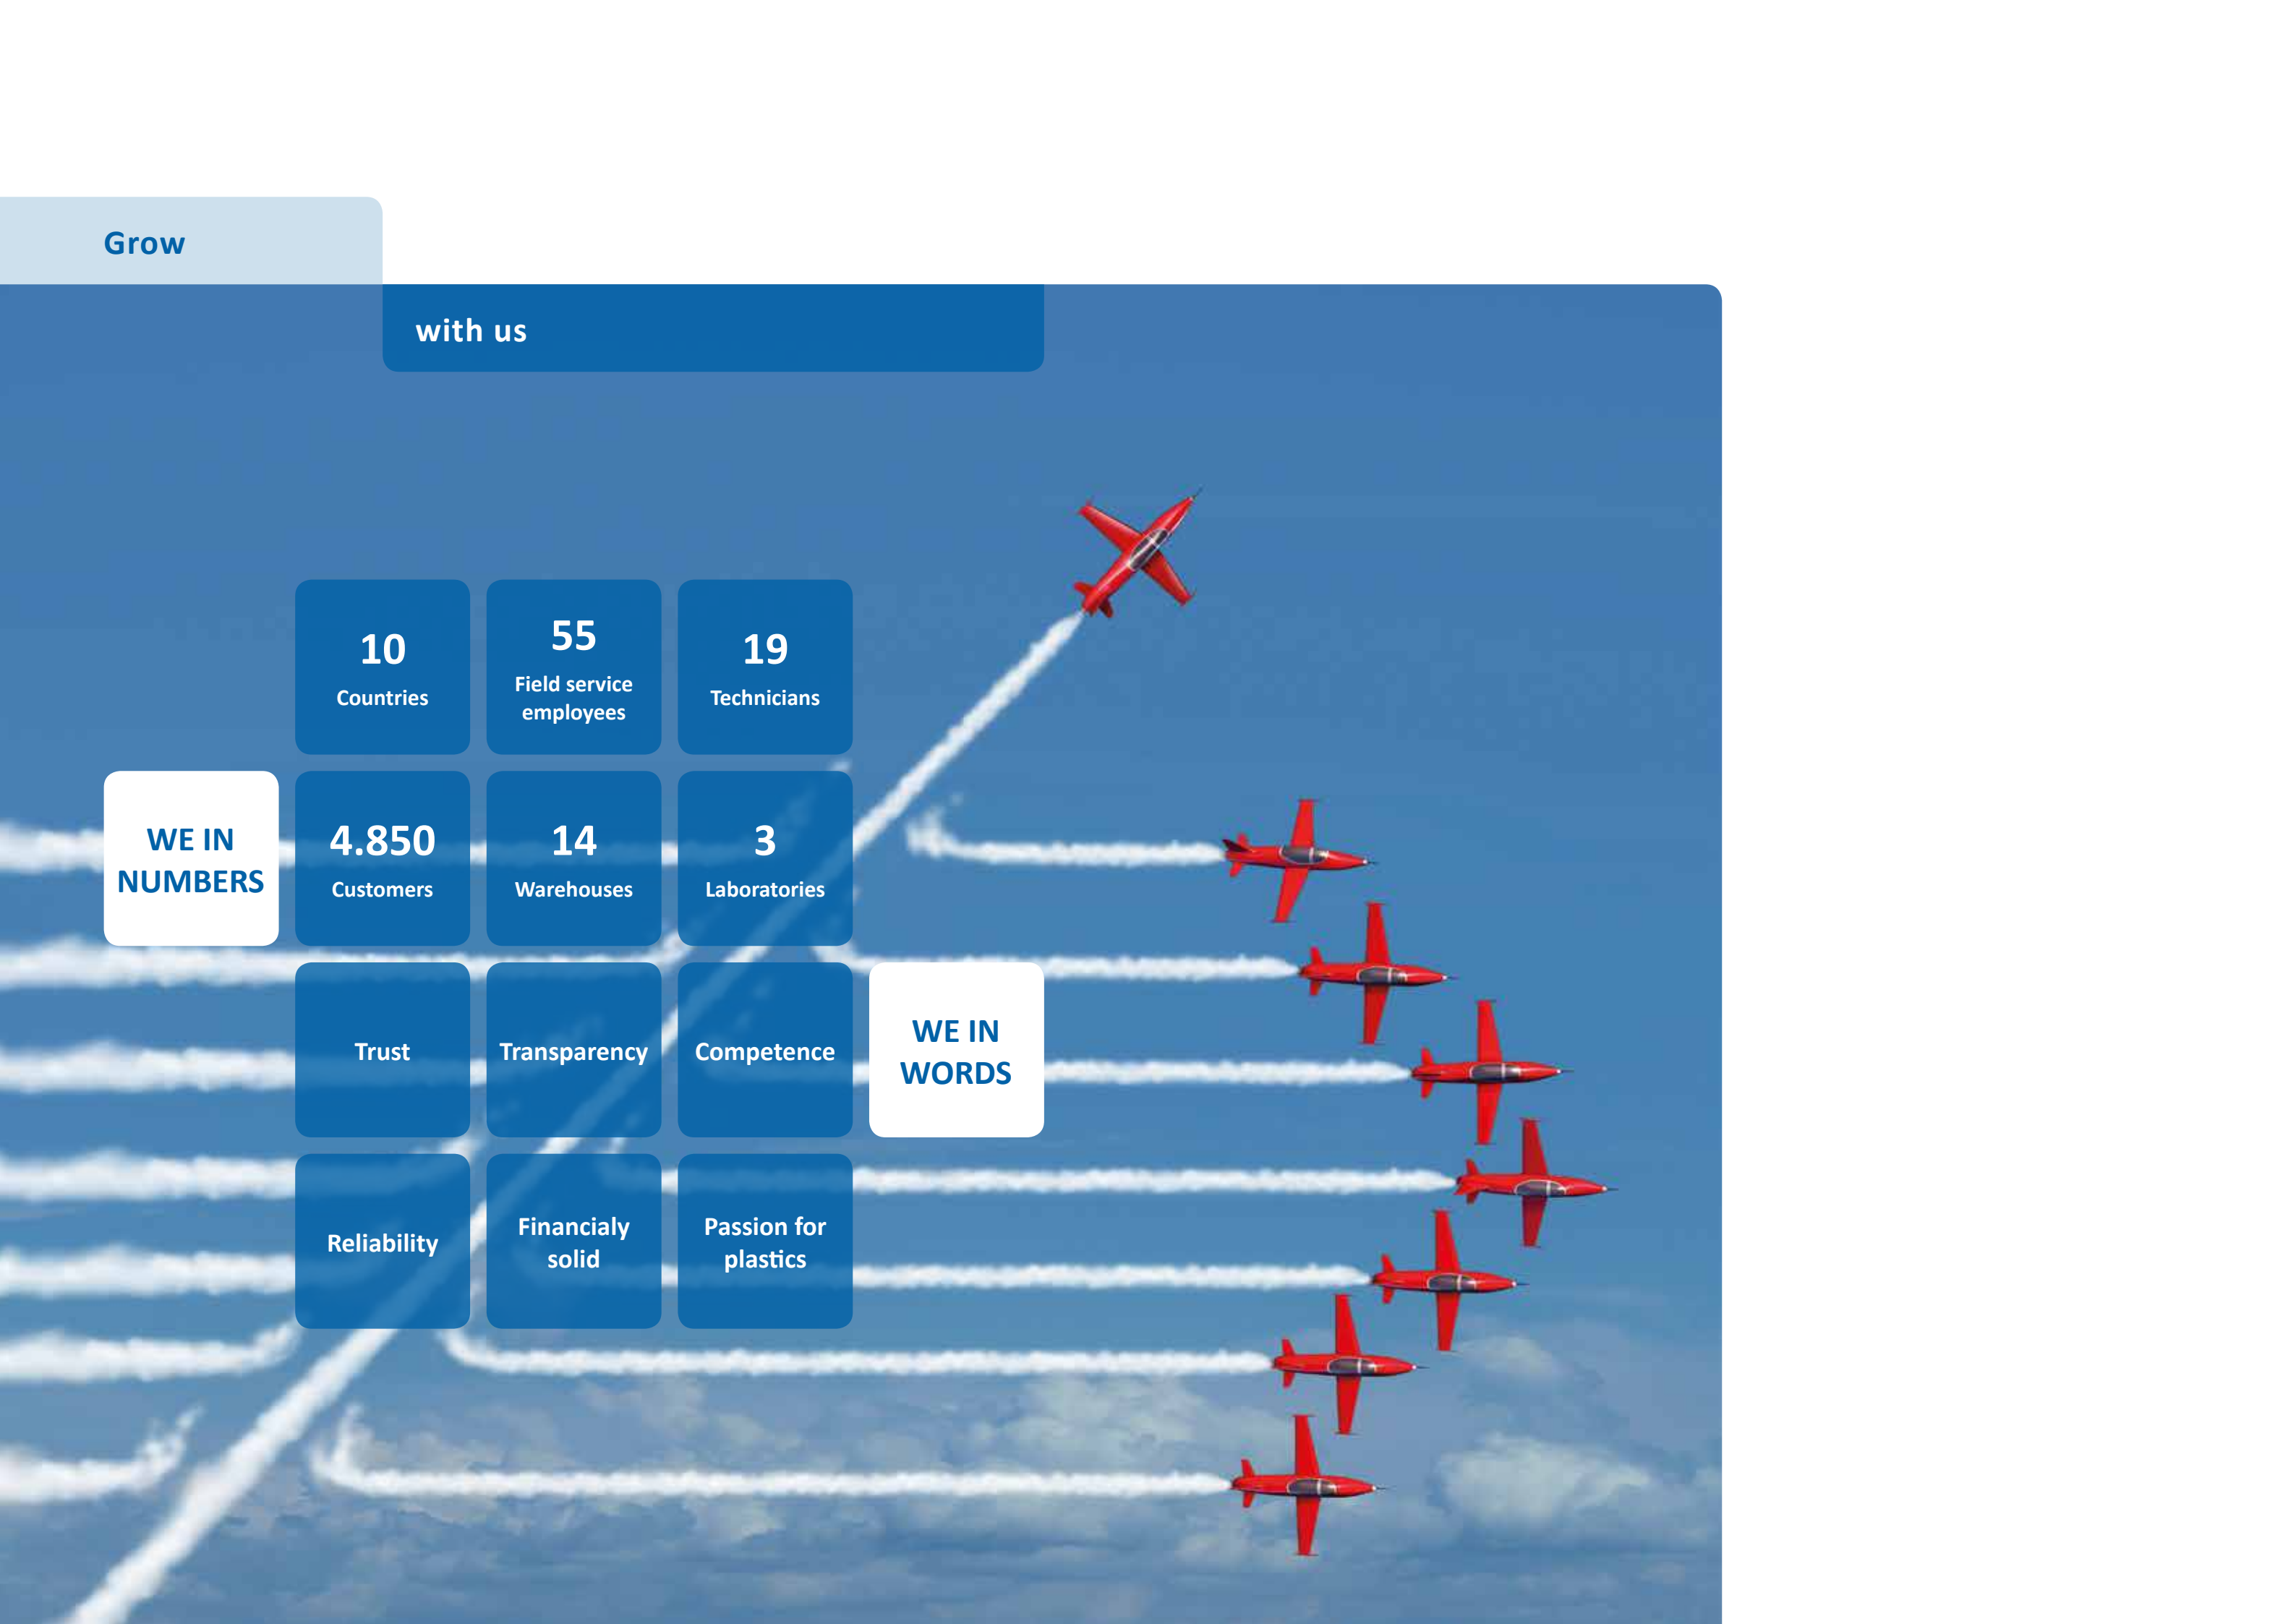 Grow
with us
10
Countries
55
Field service
employees
19
Technicians
WE IN
NUMBERS
4.850
Customers
14
Warehouses
3
Laboratories
Trust
Transparency
Competence
WE IN
WORDS
Reliability
Financialy
solid
Passion for
plastics